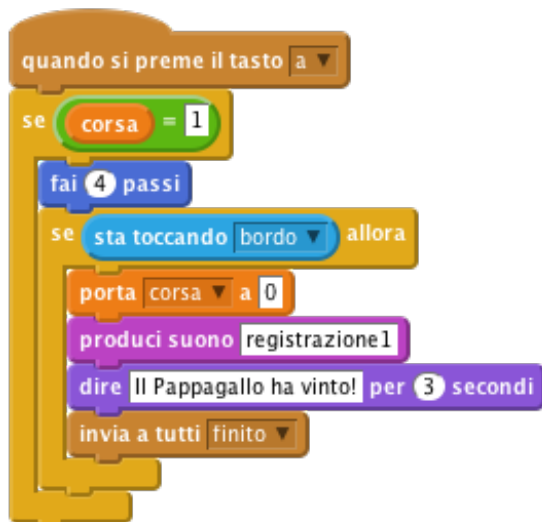 quando si preme il tasto a
se corsa = 1
fai 4 passi
se sta toccando bordo allora
porta corsa a 0
produci suono registrazione1
dire Il Pappagallo ha vinto! per 3 secondi
invia a tutti finito